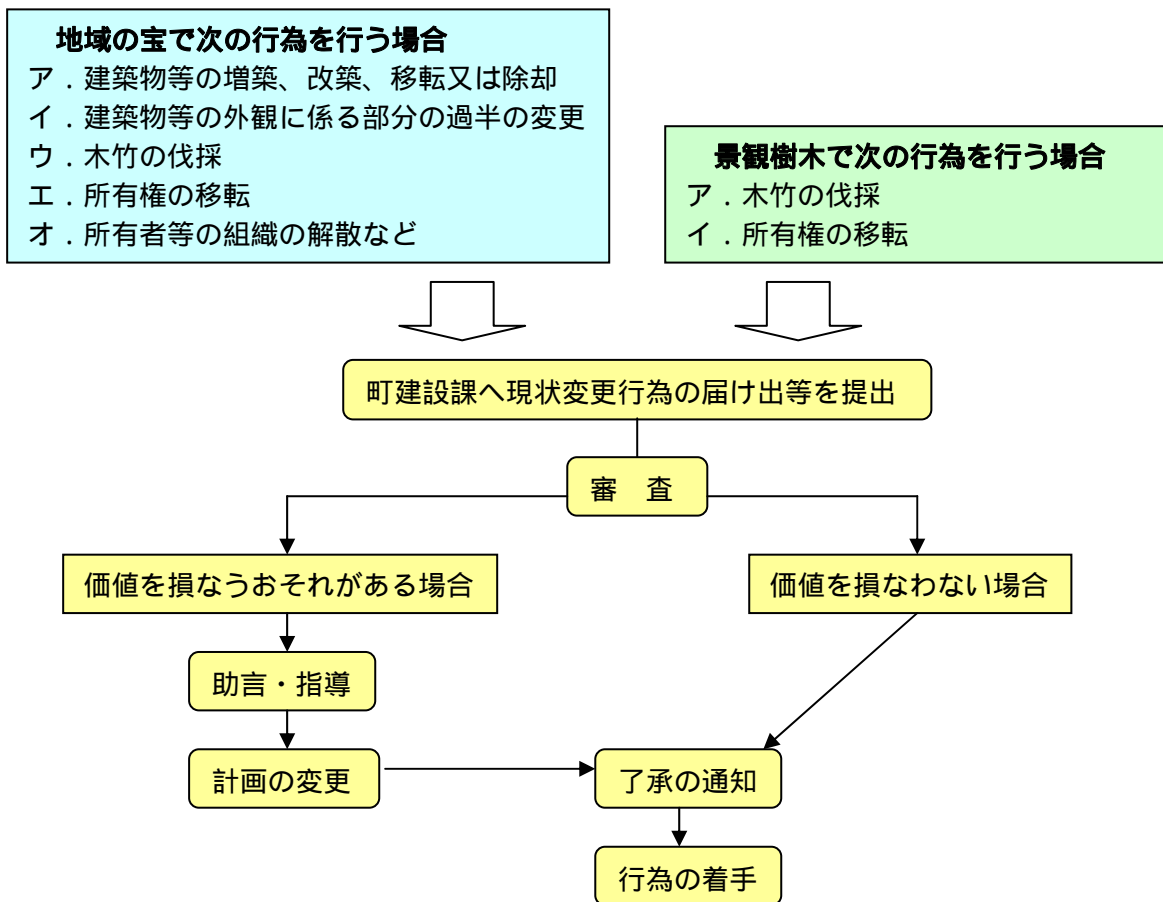 地域の宝で次の行為を行う場合
ア．建築物等の増築、改築、移転又は除却
イ．建築物等の外観に係る部分の過半の変更
ウ．木竹の伐採
エ．所有権の移転
オ．所有者等の組織の解散など
景観樹木で次の行為を行う場合
ア．木竹の伐採
イ．所有権の移転
町建設課へ現状変更行為の届け出等を提出
審　査
価値を損なうおそれがある場合
価値を損なわない場合
助言・指導
計画の変更
了承の通知
行為の着手